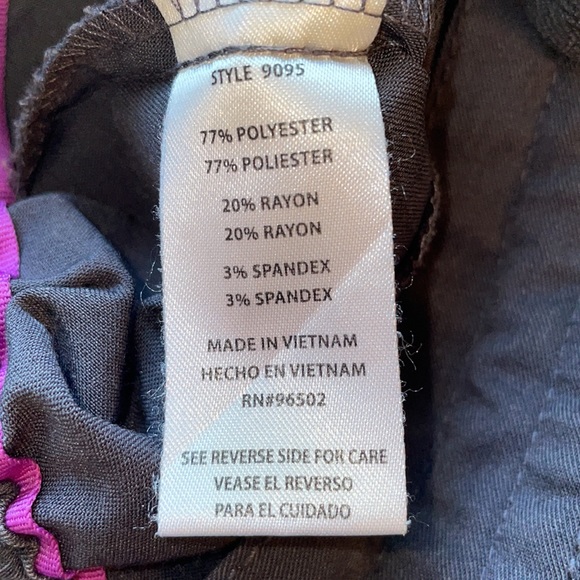 STYLE 9095
77% POLYESTER
77% POLIESTER
20% RAYON
20% RAYON
3% SPANDEX
3% SPANDEX
MADE IN VIETNAM
HECHO EN VIETNAM
RN#96502
SEE REVERSE SIDE FOR CARE
VEASE EL REVERSO
PARA EL CUIDADO